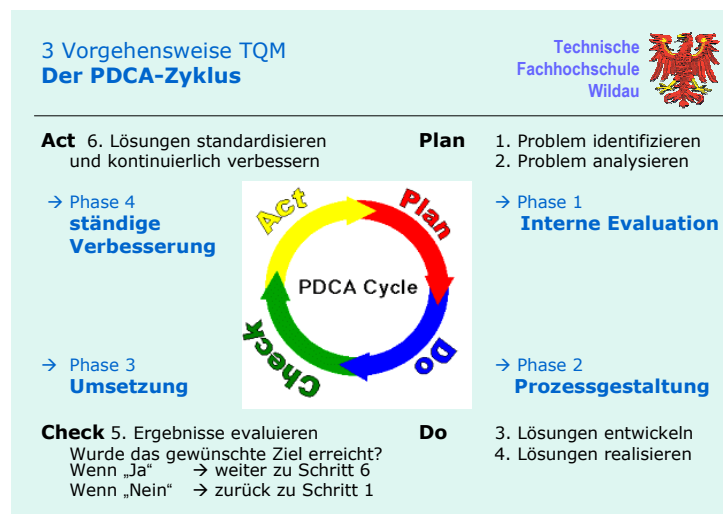 3 Vorgehensweise TQM
Der PDCA-Zyklus
Technische
Fachhochschule
Wildau
Act 6. Lösungen standardisieren
und kontinuierlich verbessern
Plan 1. Problem identifizieren
2. Problem analysieren
→ Phase 4
ständige
Verbesserung
→ Phase 1
Interne Evaluation
Act
Plan
PDCA Cycle
Check
Do
→ Phase 3
Umsetzung
→ Phase 2
Prozessgestaltung
Check 5. Ergebnisse evaluieren
Wurde das gewünschte Ziel erreicht?
Wenn „Ja“ → weiter zu Schritt 6
Wenn „Nein“ → zurück zu Schritt 1
Do 3. Lösungen entwickeln
4. Lösungen realisieren